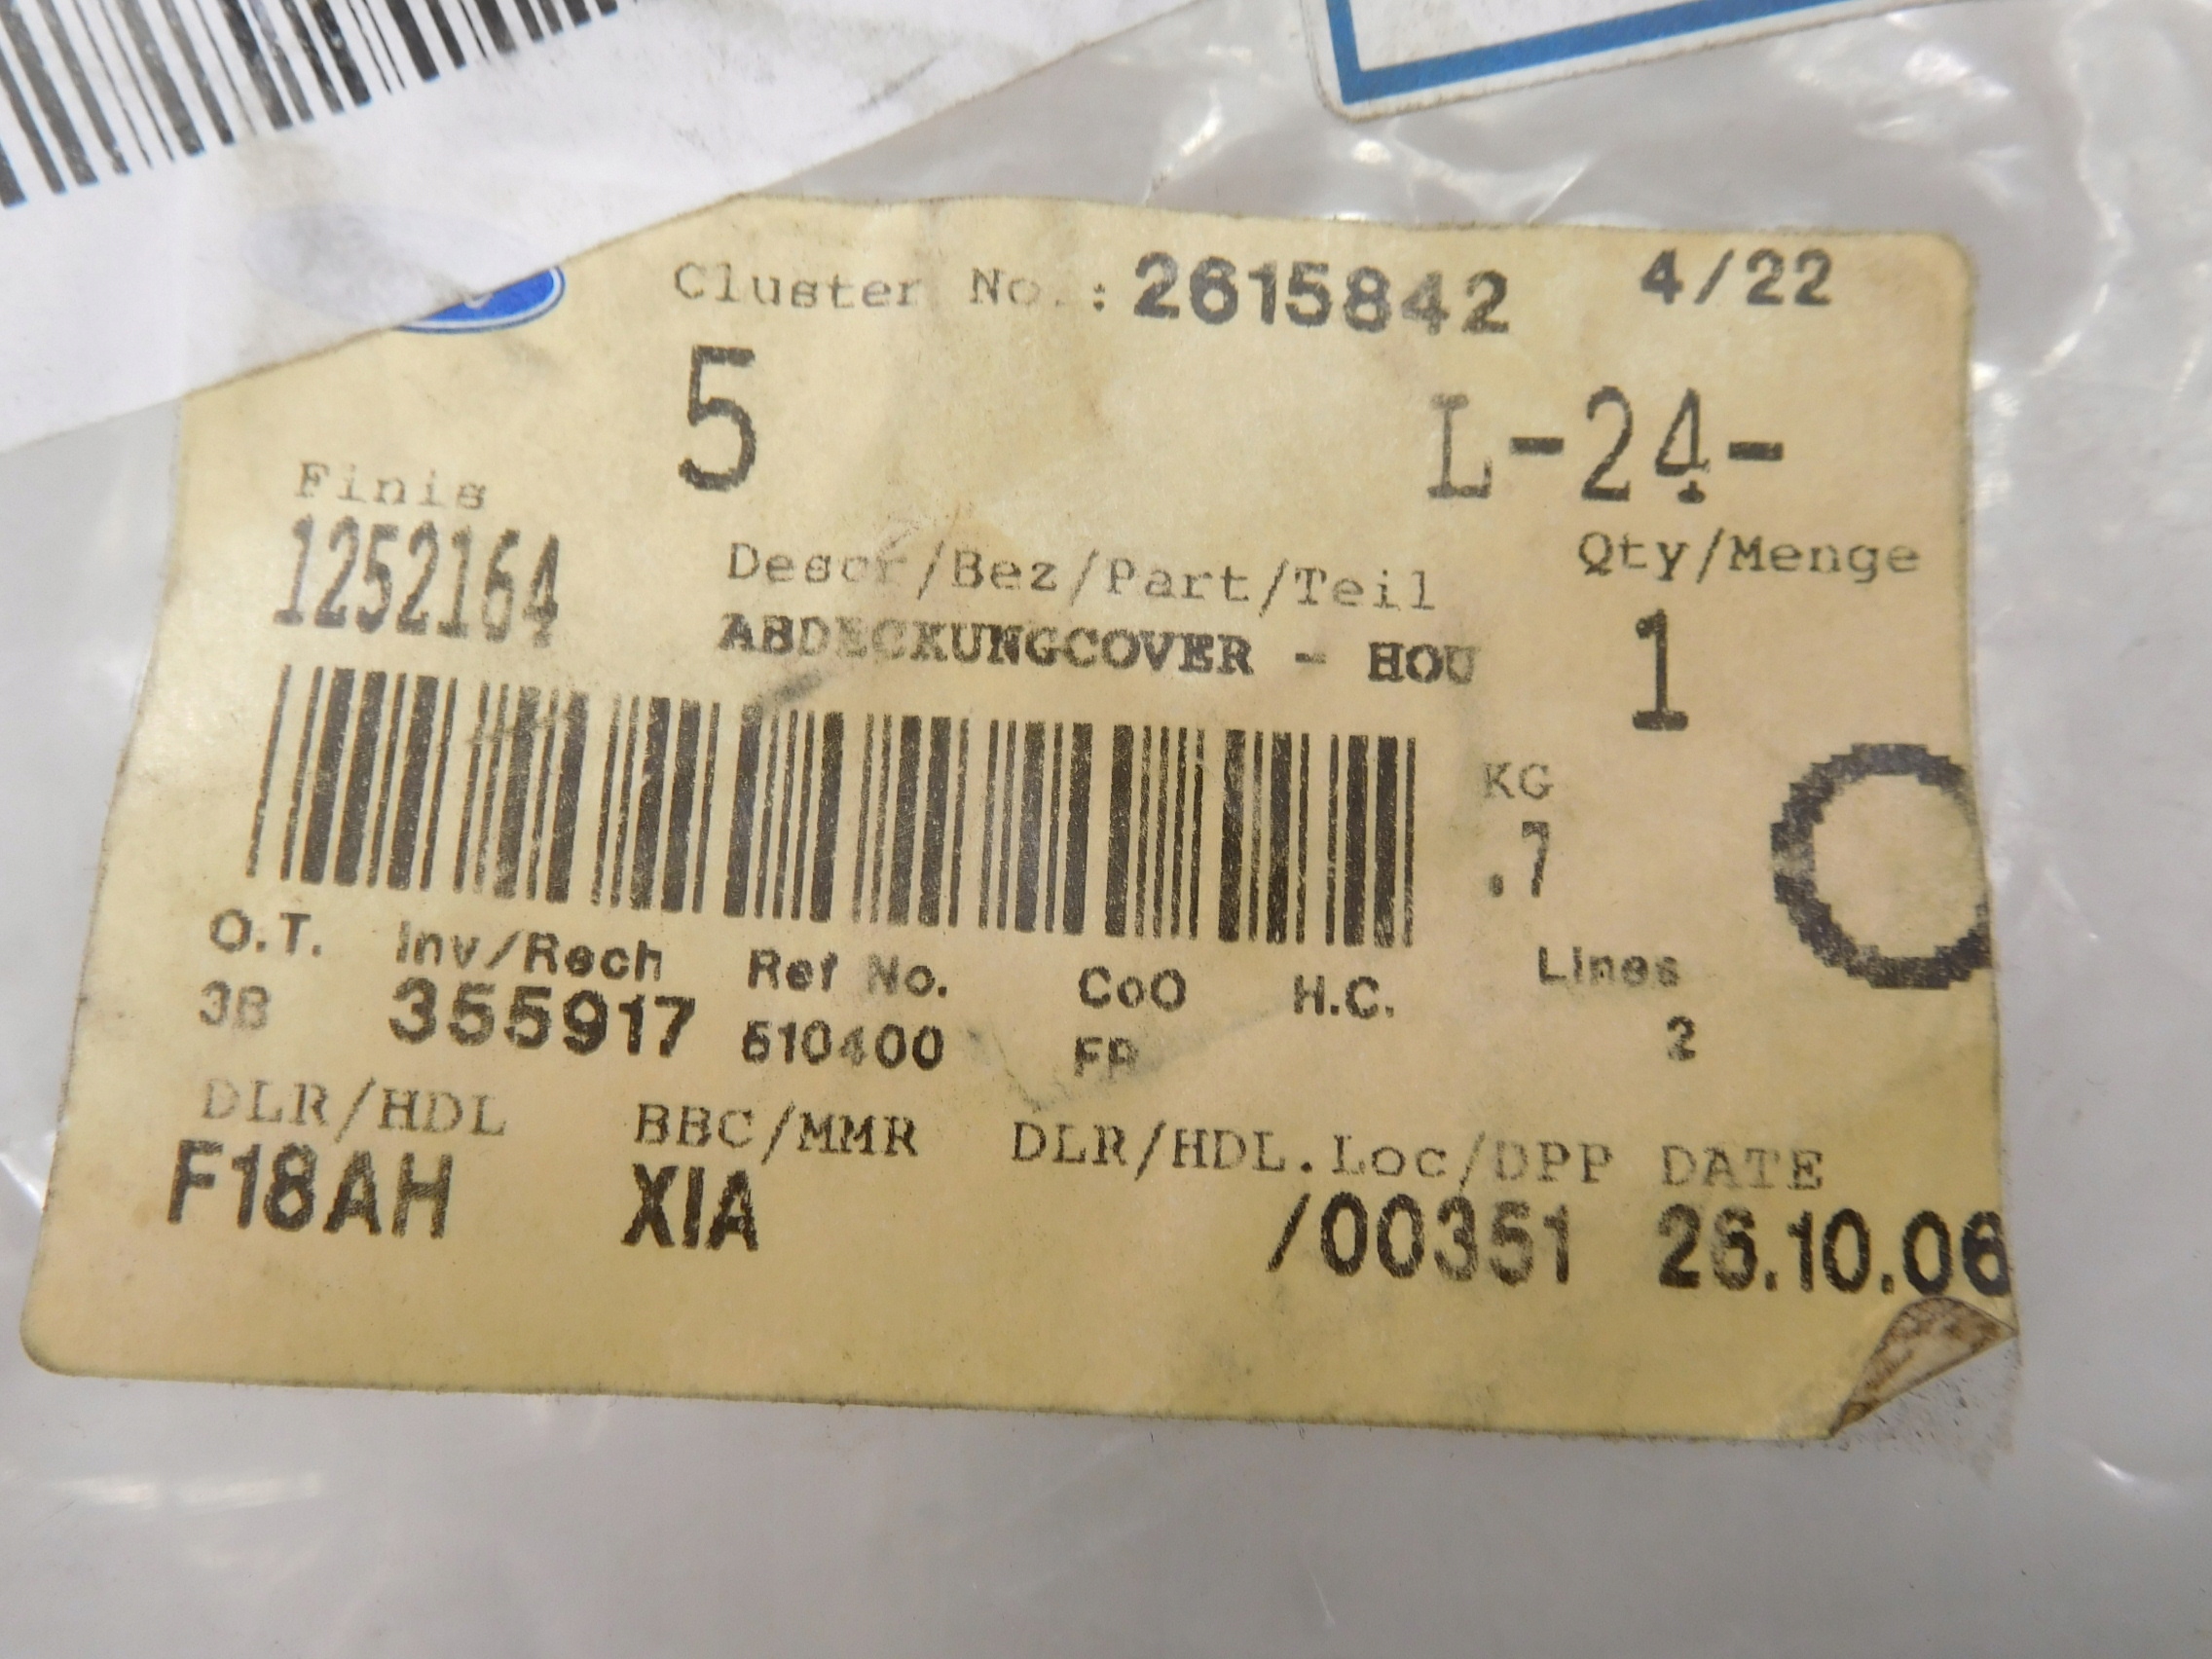 Cluster No.: 2615842 4/22
5 L-24-
Finis Descr/Bez/Part/Teil Qty/Menge
1252164 ABDECKUNGCOVER - HOU 1
KG
.7
O.T. Inv/Rech Ref No. CoO H.C. Lines
3B 355917 510400 FR 2
DLR/HDL BBC/MMR DLR/HDL.Loc/DPP DATE
F18AH XIA /00351 26.10.06